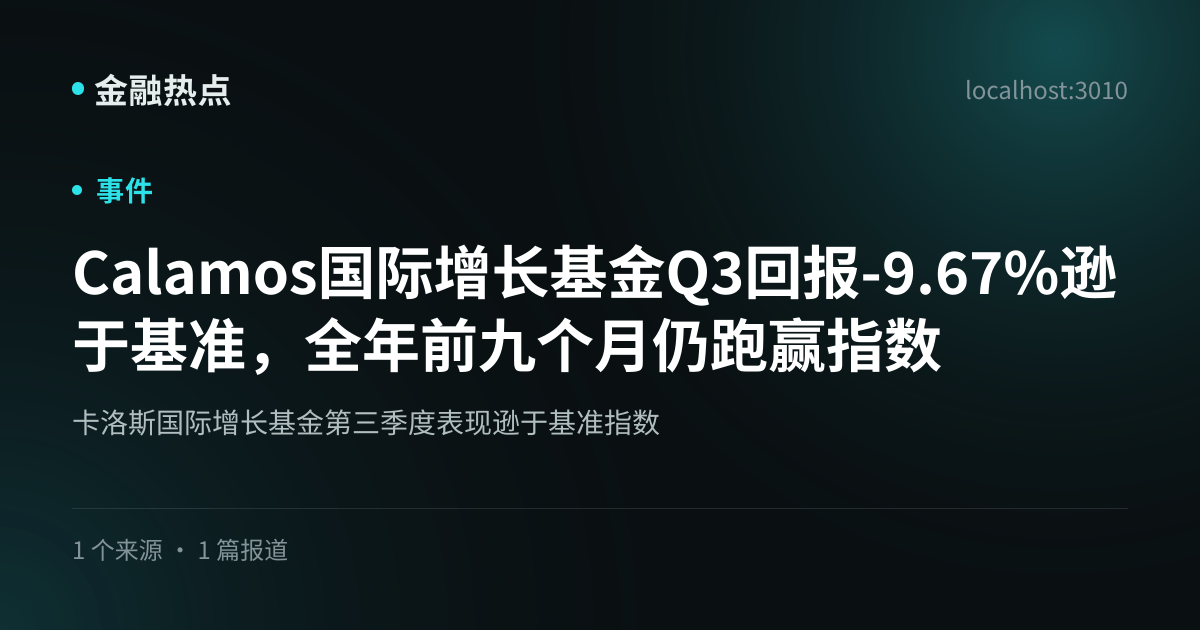 金融热点
localhost:3010
事件
Calamos国际增长基金Q3回报-9.67%逊
于基准，全年前九个月仍跑赢指数
卡洛斯国际增长基金第三季度表现逊于基准指数
1 个来源 · 1 篇报道